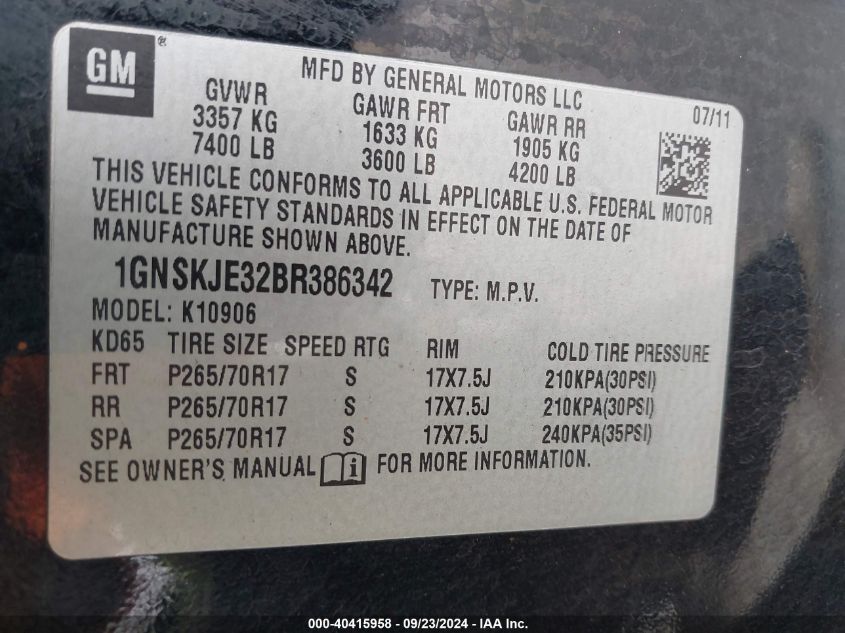 GM®
MFD BY GENERAL MOTORS LLC
07/11
GVWR GAWR FRT GAWR RR
3357 KG 1633 KG 1905 KG
7400 LB 3600 LB 4200 LB
THIS VEHICLE CONFORMS TO ALL APPLICABLE U.S. FEDERAL MOTOR
VEHICLE SAFETY STANDARDS IN EFFECT ON THE DATE OF
MANUFACTURE SHOWN ABOVE.
1GNSKJE32BR386342 TYPE: M.P.V.
MODEL: K10906
KD65 TIRE SIZE SPEED RTG RIM COLD TIRE PRESSURE
FRT P265/70R17 S 17X7.5J 210KPA(30PSI)
RR P265/70R17 S 17X7.5J 210KPA(30PSI)
SPA P265/70R17 S 17X7.5J 240KPA(35PSI)
SEE OWNER'S MANUAL i FOR MORE INFORMATION.
000-40415958 - 09/23/2024 - IAA Inc.